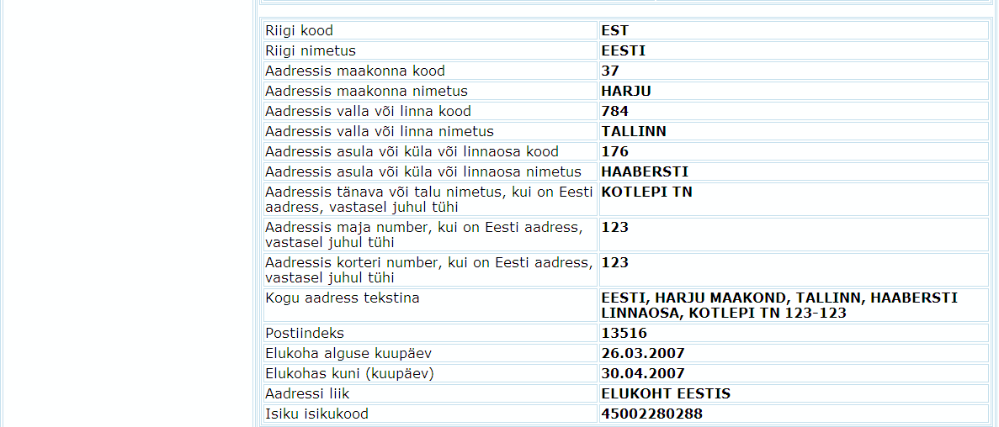 Riigi kood EST
Riigi nimetus EESTI
Aadressis maakonna kood 37
Aadressis maakonna nimetus HARJU
Aadressis valla või linna kood 784
Aadressis valla või linna nimetus TALLINN
Aadressis asula või küla või linnaosa kood 176
Aadressis asula või küla või linnaosa nimetus HAABERSTI
Aadressis tänava või talu nimetus, kui on Eesti KOTLEPI TN
aadress, vastasel juhul tühi
Aadressis maja number, kui on Eesti aadress, 123
vastasel juhul tühi
Aadressis korteri number, kui on Eesti aadress, 123
vastasel juhul tühi
Kogu aadress tekstina EESTI, HARJU MAAKOND, TALLINN, HAABERSTI
LINNAOSA, KOTLEPI TN 123-123
Postiindeks 13516
Elukoha alguse kuupäev 26.03.2007
Elukohas kuni (kuupäev) 30.04.2007
Aadressi liik ELUKOHT EESTIS
Isiku isikukood 45002280288